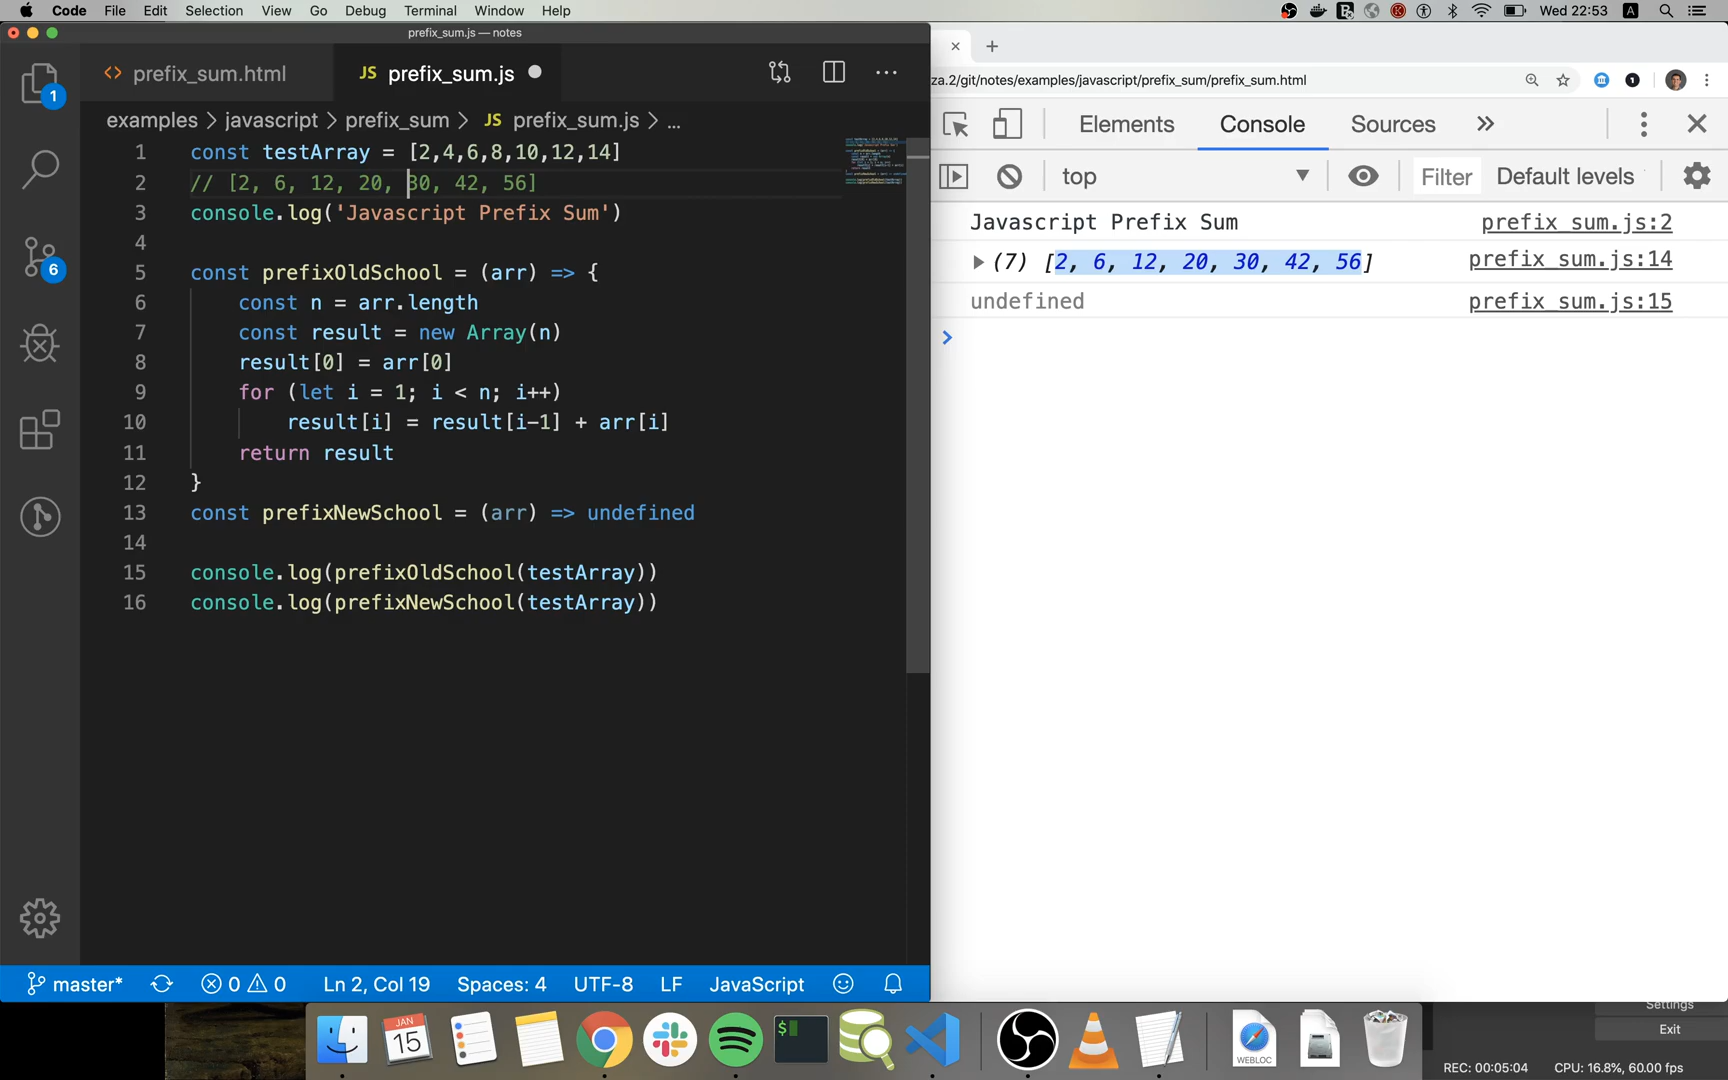 Code File Edit Selection View Go Debug Terminal Window Help
Wed 22:53 A
prefix_sum.js — notes
prefix_sum.html
JS prefix_sum.js
za.2/git/notes/examples/javascript/prefix_sum/prefix_sum.html
1
1
examples > javascript > prefix_sum > JS prefix_sum.js > ...
Elements Console Sources »
top Filter Default levels
1 const testArray = [2,4,6,8,10,12,14]
2 // [2, 6, 12, 20, 30, 42, 56]
3 console.log('Javascript Prefix Sum')
4
5 const prefixOldSchool = (arr) => {
6 const n = arr.length
7 const result = new Array(n)
8 result[0] = arr[0]
9 for (let i = 1; i < n; i++)
10 result[i] = result[i-1] + arr[i]
11 return result
12 }
13 const prefixNewSchool = (arr) => undefined
14
15 console.log(prefixOldSchool(testArray))
16 console.log(prefixNewSchool(testArray))
6
Javascript Prefix Sum prefix_sum.js:2
(7) [2, 6, 12, 20, 30, 42, 56] prefix_sum.js:14
undefined prefix_sum.js:15
>
master* 0 0 Ln 2, Col 19 Spaces: 4 UTF-8 LF JavaScript
JAN
15
$
WEBLOC
Settings
Exit
REC: 00:05:04 CPU: 16.8%, 60.00 fps